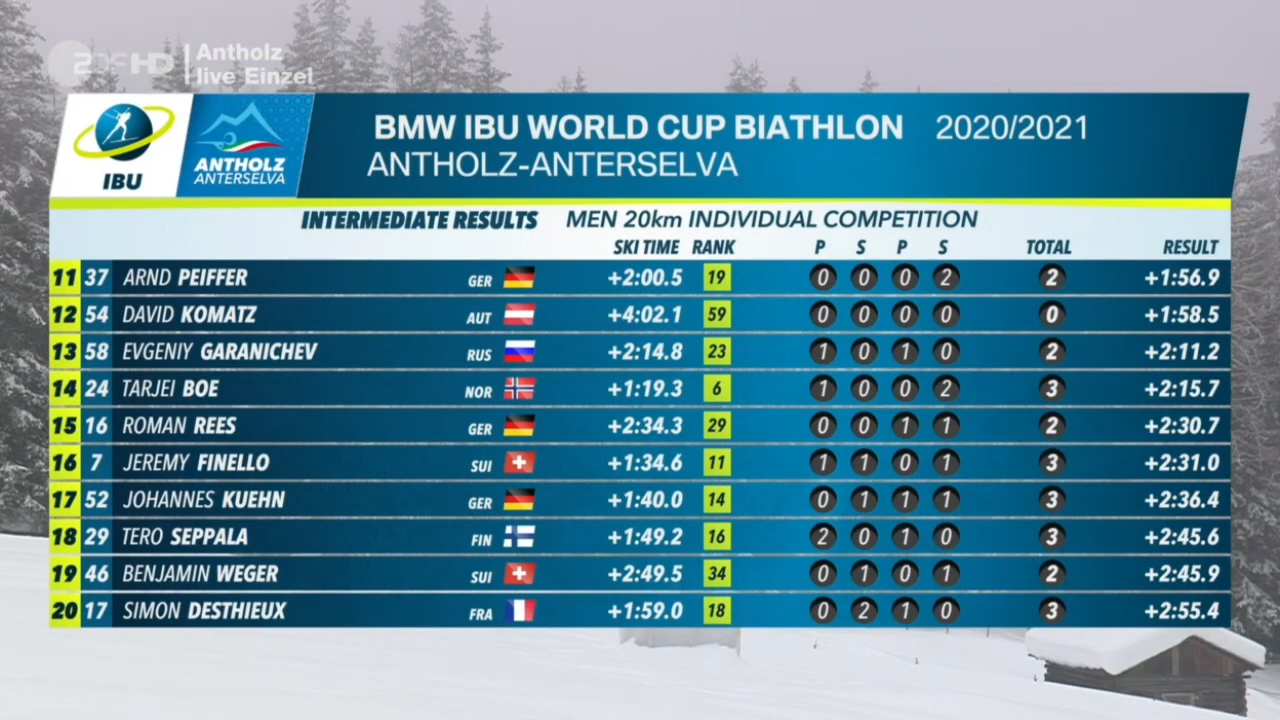 ZDF HD | Antholz
live Einzel
IBU
ANTHOLZ
ANTERSELVA
BMW IBU WORLD CUP BIATHLON 2020/2021
ANTHOLZ-ANTERSELVA
INTERMEDIATE RESULTS MEN 20km INDIVIDUAL COMPETITION
SKI TIME RANK P S P S TOTAL RESULT
11 37 ARND PEIFFER GER +2:00.5 19 0 0 0 2 2 +1:56.9
12 54 DAVID KOMATZ AUT +4:02.1 59 0 0 0 0 0 +1:58.5
13 58 EVGENIY GARANICHEV RUS +2:14.8 23 1 0 1 0 2 +2:11.2
14 24 TARJEI BOE NOR +1:19.3 6 1 0 0 2 3 +2:15.7
15 16 ROMAN REES GER +2:34.3 29 0 0 1 1 2 +2:30.7
16 7 JEREMY FINELLO SUI +1:34.6 11 1 1 0 1 3 +2:31.0
17 52 JOHANNES KUEHN GER +1:40.0 14 0 1 1 1 3 +2:36.4
18 29 TERO SEPPALA FIN +1:49.2 16 2 0 1 0 3 +2:45.6
19 46 BENJAMIN WEGER SUI +2:49.5 34 0 1 0 1 2 +2:45.9
20 17 SIMON DESTHIEUX FRA +1:59.0 18 0 2 1 0 3 +2:55.4